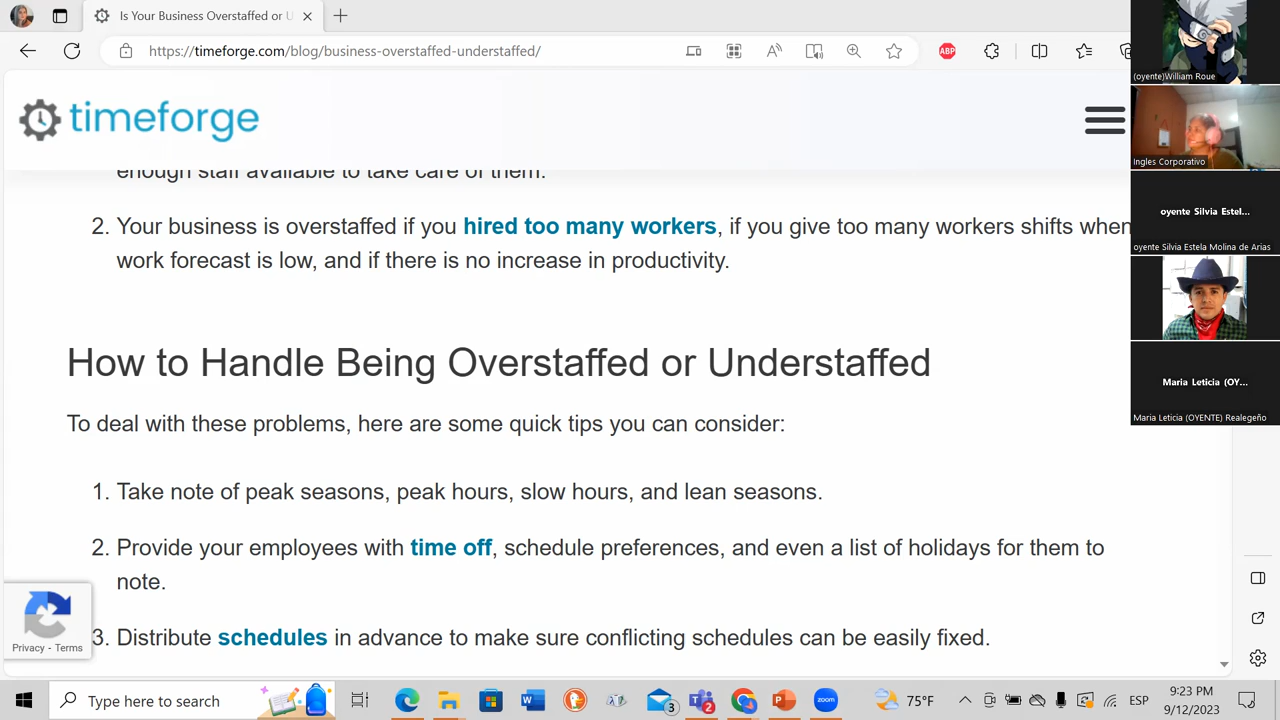 Is Your Business Overstaffed or U
https://timeforge.com/blog/business-overstaffed-understaffed/
ABP
timeforge
enough staff available to take care of them.
2. Your business is overstaffed if you hired too many workers, if you give too many workers shifts when
work forecast is low, and if there is no increase in productivity.
How to Handle Being Overstaffed or Understaffed
To deal with these problems, here are some quick tips you can consider:
1. Take note of peak seasons, peak hours, slow hours, and lean seasons.
2. Provide your employees with time off, schedule preferences, and even a list of holidays for them to
note.
3. Distribute schedules in advance to make sure conflicting schedules can be easily fixed.
Privacy - Terms
(oyente)William Roue
Ingles Corporativo
oyente Silvia Estel...
oyente Silvia Estela Molina de Arias
Maria Leticia (OY...
Maria Leticia (OYENTE) Realegeño
Type here to search
3
2
zoom
75°F
ESP
9:23 PM
9/12/2023